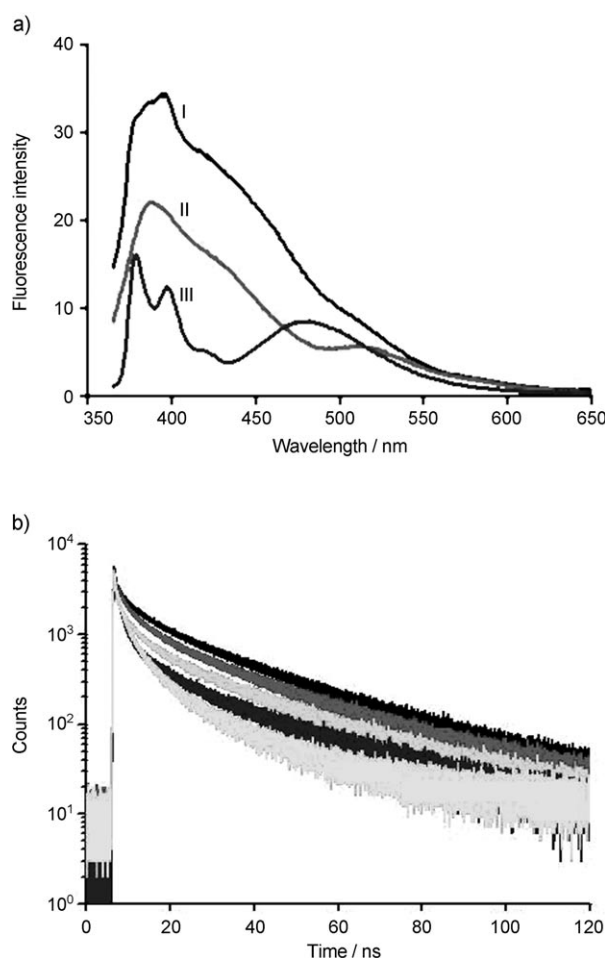 a)
40
30
20
10
0
Fluorescence intensity
I
II
III
350 400 450 500 550 600 650
Wavelength / nm
b)
10⁴
10³
10²
10¹
10⁰
Counts
0 20 40 60 80 100 120
Time / ns